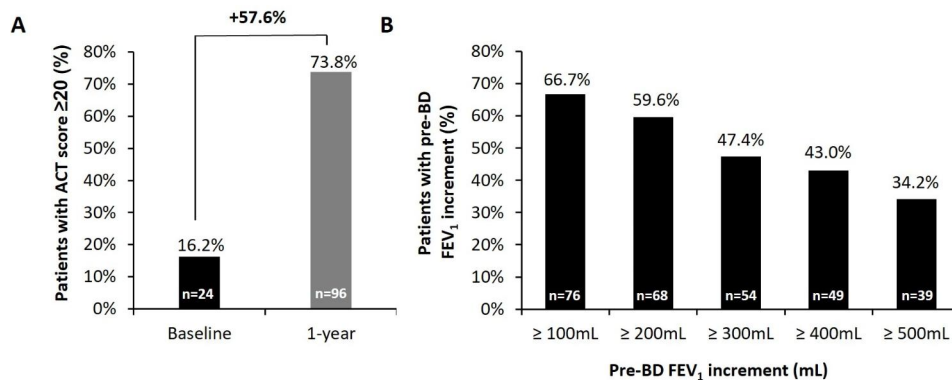 A
Patients with ACT score ≥20 (%)
+57.6%
80%
70%
60%
50%
40%
30%
20%
10%
0%
16.2%
73.8%
n=24
n=96
Baseline
1-year
B
Patients with pre-BD
FEV₁ increment (%)
80%
70%
60%
50%
40%
30%
20%
10%
0%
66.7%
59.6%
47.4%
43.0%
34.2%
n=76
n=68
n=54
n=49
n=39
≥ 100mL
≥ 200mL
≥ 300mL
≥ 400mL
≥ 500mL
Pre-BD FEV₁ increment (mL)